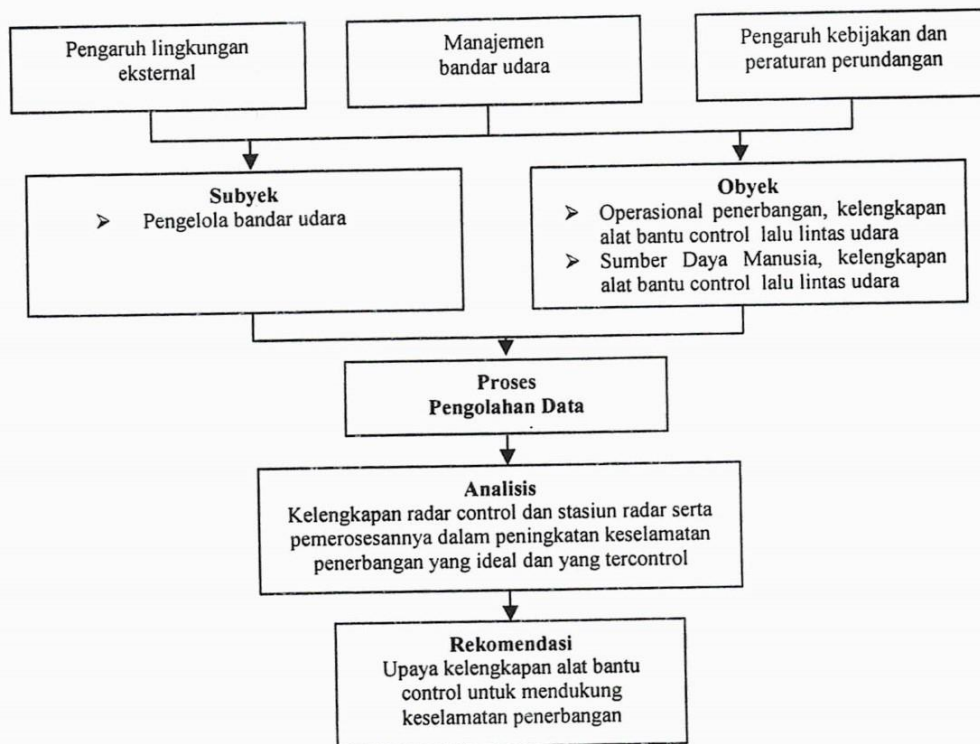 Pengaruh lingkungan
eksternal
Manajemen
bandar udara
Pengaruh kebijakan dan
peraturan perundangan
Subyek
➢ Pengelola bandar udara
Obyek
➢ Operasional penerbangan, kelengkapan
alat bantu control lalu lintas udara
➢ Sumber Daya Manusia, kelengkapan
alat bantu control lalu lintas udara
Proses
Pengolahan Data
Analisis
Kelengkapan radar control dan stasiun radar serta
pemerosesannya dalam peningkatan keselamatan
penerbangan yang ideal dan yang tercontrol
Rekomendasi
Upaya kelengkapan alat bantu
control untuk mendukung
keselamatan penerbangan